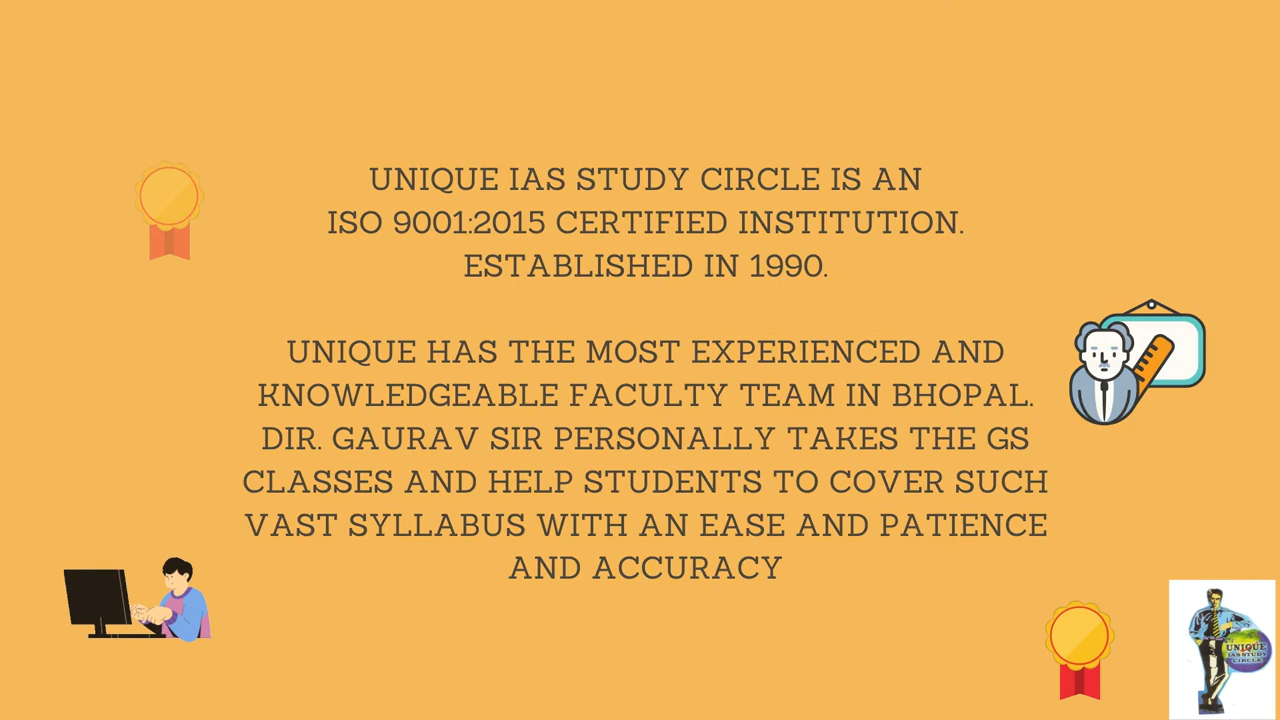 UNIQUE IAS STUDY CIRCLE IS AN
ISO 9001:2015 CERTIFIED INSTITUTION.
ESTABLISHED IN 1990.
UNIQUE HAS THE MOST EXPERIENCED AND
KNOWLEDGEABLE FACULTY TEAM IN BHOPAL.
DIR. GAURAV SIR PERSONALLY TAKES THE GS
CLASSES AND HELP STUDENTS TO COVER SUCH
VAST SYLLABUS WITH AN EASE AND PATIENCE
AND ACCURACY
UNIQUE
IAS STUDY
CIRCLE